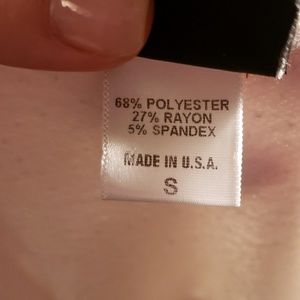 68% POLYESTER
27% RAYON
5% SPANDEX
MADE IN U.S.A.
S